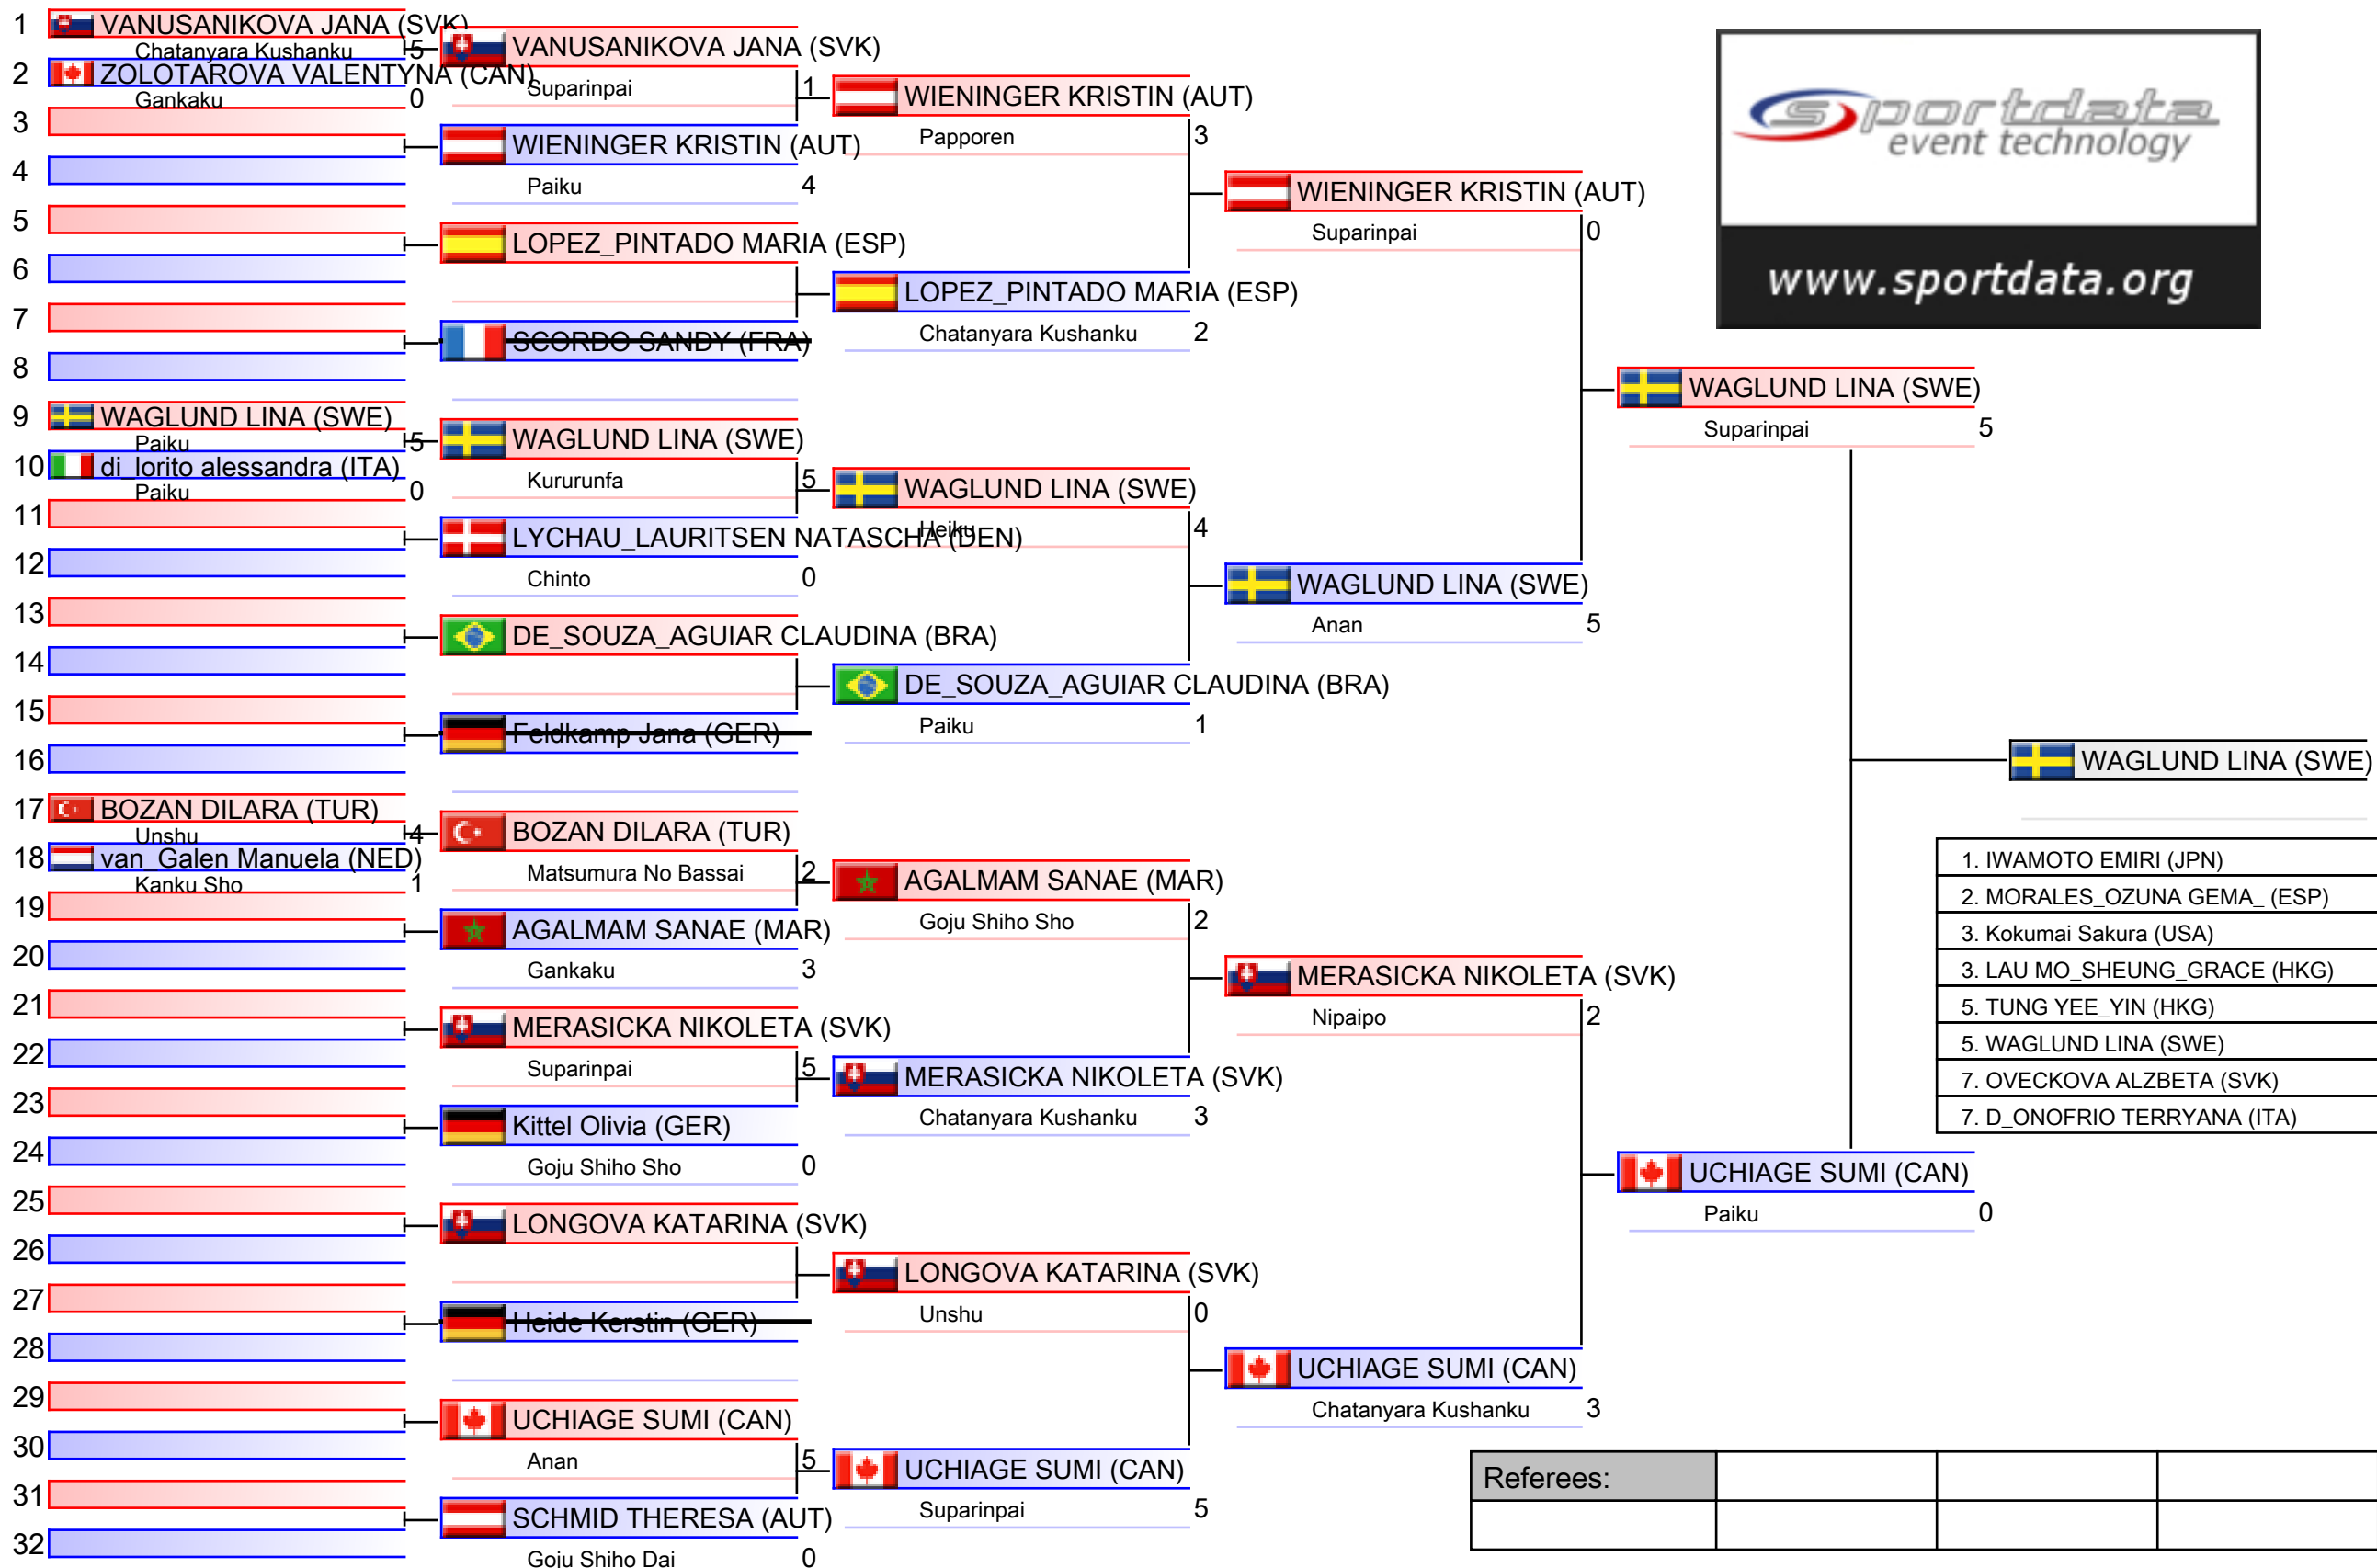 1 VANUSANIKOVA JANA (SVK)
Chatanyara Kushanku 5
2 ZOLOTAROVA VALENTYNA (CAN)
Gankaku 0
3
4
5
6
7
8
9 WAGLUND LINA (SWE)
Paiku 5
10 di_lorito alessandra (ITA)
Paiku 0
11
12
13
14
15
16
17 BOZAN DILARA (TUR)
Unshu 4
18 van_Galen Manuela (NED)
Kanku Sho 1
19
20
21
22
23
24
25
26
27
28
29
30
31
32
VANUSANIKOVA JANA (SVK)
Suparinpai 1
WIENINGER KRISTIN (AUT)
Paiku 4
LOPEZ_PINTADO MARIA (ESP)
SCORDO SANDY (FRA)
WAGLUND LINA (SWE)
Kururunfa 5
LYCHAU_LAURITSEN NATASCHA (DEN)
Chinto 0
DE_SOUZA_AGUIAR CLAUDINA (BRA)
Feldkamp Jana (GER)
BOZAN DILARA (TUR)
Matsumura No Bassai 2
AGALMAM SANAE (MAR)
Gankaku 3
MERASICKA NIKOLETA (SVK)
Suparinpai 5
Kittel Olivia (GER)
Goju Shiho Sho 0
LONGOVA KATARINA (SVK)
Heide Kerstin (GER)
UCHIAGE SUMI (CAN)
Anan 5
SCHMID THERESA (AUT)
Goju Shiho Dai 0
WIENINGER KRISTIN (AUT)
Papporen 3
LOPEZ_PINTADO MARIA (ESP)
Chatanyara Kushanku 2
WAGLUND LINA (SWE)
Heiku 4
DE_SOUZA_AGUIAR CLAUDINA (BRA)
Paiku 1
AGALMAM SANAE (MAR)
Goju Shiho Sho 2
MERASICKA NIKOLETA (SVK)
Chatanyara Kushanku 3
LONGOVA KATARINA (SVK)
Unshu 0
UCHIAGE SUMI (CAN)
Suparinpai 5
WIENINGER KRISTIN (AUT)
Suparinpai 0
WAGLUND LINA (SWE)
Anan 5
MERASICKA NIKOLETA (SVK)
Nipaipo 2
UCHIAGE SUMI (CAN)
Chatanyara Kushanku 3
WAGLUND LINA (SWE)
Suparinpai 5
UCHIAGE SUMI (CAN)
Paiku 0
WAGLUND LINA (SWE)
sportdata
event technology
www.sportdata.org
1. IWAMOTO EMIRI (JPN)
2. MORALES_OZUNA GEMA_ (ESP)
3. Kokumai Sakura (USA)
3. LAU MO_SHEUNG_GRACE (HKG)
5. TUNG YEE_YIN (HKG)
5. WAGLUND LINA (SWE)
7. OVECKOVA ALZBETA (SVK)
7. D_ONOFRIO TERRYANA (ITA)
Referees: